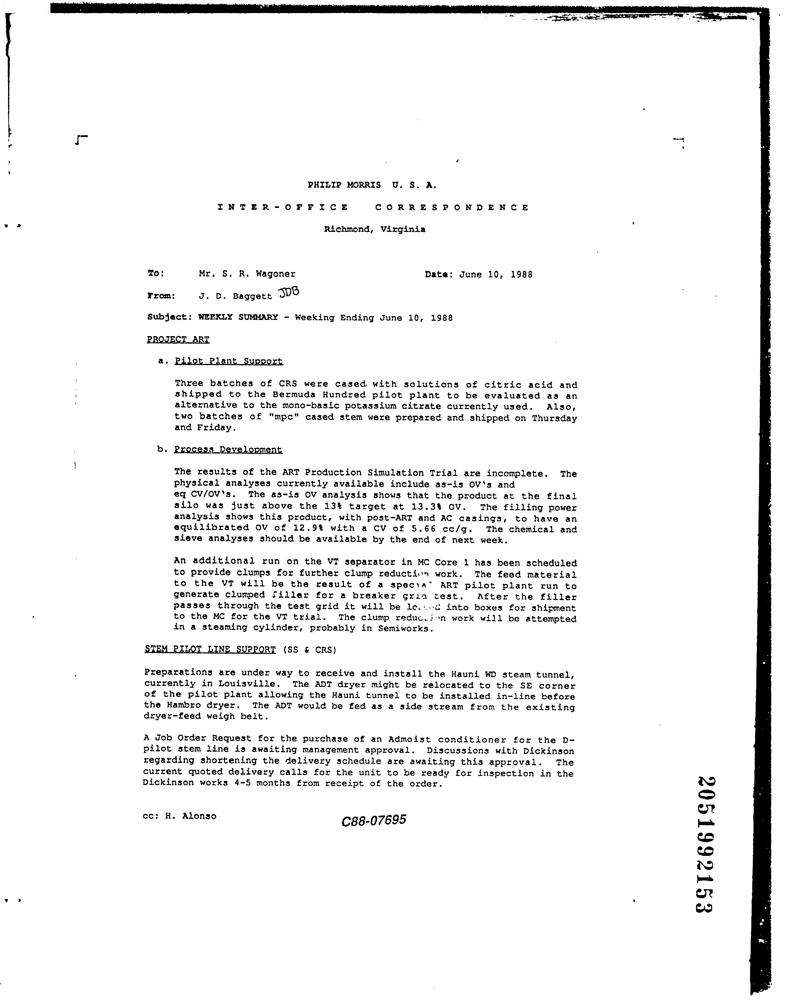 PHILIP MORRIS U. S. A.
INTER-OFFICE CORRESPONDENCE
Richmond, Virginia
To: Mr. S. R. Wagoner Date: June 10, 1988
From: J. D. Baggett JDB
Subject: WEEKLY SUMMARY - Weeking Ending June 10, 1988
PROJECT ART
a. Pilot Plant Support
Three batches of CRS were cased with solutions of citric acid and
shipped to the Bermuda Hundred pilot plant to be evaluated as an
alternative to the mono-basic potassium citrate currently used. Also,
two batches of "mpc" cased stem were prepared and shipped on Thursday
and Friday.
b. Process Development
The results of the ART Production Simulation Trial are incomplete. The
physical analyses currently available include as-is OV's and
eq CV/OV's. The as-is OV analysis shows that the product at the final
silo was just above the 13% target at 13.3% OV. The filling power
analysis shows this product, with post-ART and AC casings, to have an
equilibrated OV of 12.9% with a CV of 5.66 cc/g. The chemical and
sieve analyses should be available by the end of next week.
An additional run on the VT separator in MC Core 1 has been scheduled
to provide clumps for further clump reduction work. The feed material
to the VT will be the result of a special ART pilot plant run to
generate clumped filler for a breaker grid test. After the filler
passes through the test grid it will be into boxes for shipment
to the MC for the VT trial. The clump reduction work will be attempted
in a steaming cylinder, probably in Semiworks.
STEM PILOT LINE SUPPORT (SS & CRS)
Preparations are under way to receive and install the Hauni WD steam tunnel,
currently in Louisville. The ADT dryer might be relocated to the SE corner
of the pilot plant allowing the Hauni tunnel to be installed in-line before
the Hambro dryer. The ADT would be fed as a side stream from the existing
dryer-feed weigh belt.
A Job Order Request for the purchase of an Admoist conditioner for the D-
pilot stem line is awaiting management approval. Discussions with Dickinson
regarding shortening the delivery schedule are awaiting this approval. The
current quoted delivery calls for the unit to be ready for inspection in the
Dickinson works 4-5 months from receipt of the order.
cc: H. Alonso
C88-07695
2051992153